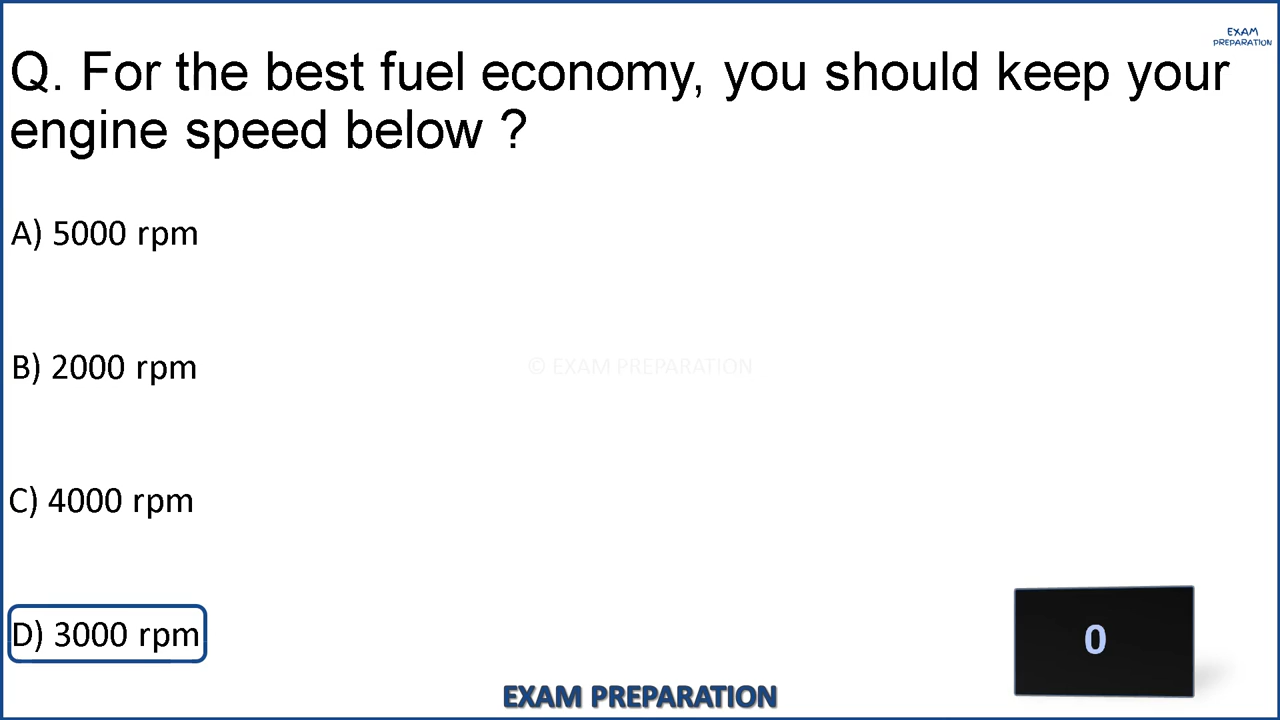 EXAM
PREPARATION
Q. For the best fuel economy, you should keep your
engine speed below ?
A) 5000 rpm
B) 2000 rpm
© EXAM PREPARATION
C) 4000 rpm
D) 3000 rpm
0
EXAM PREPARATION